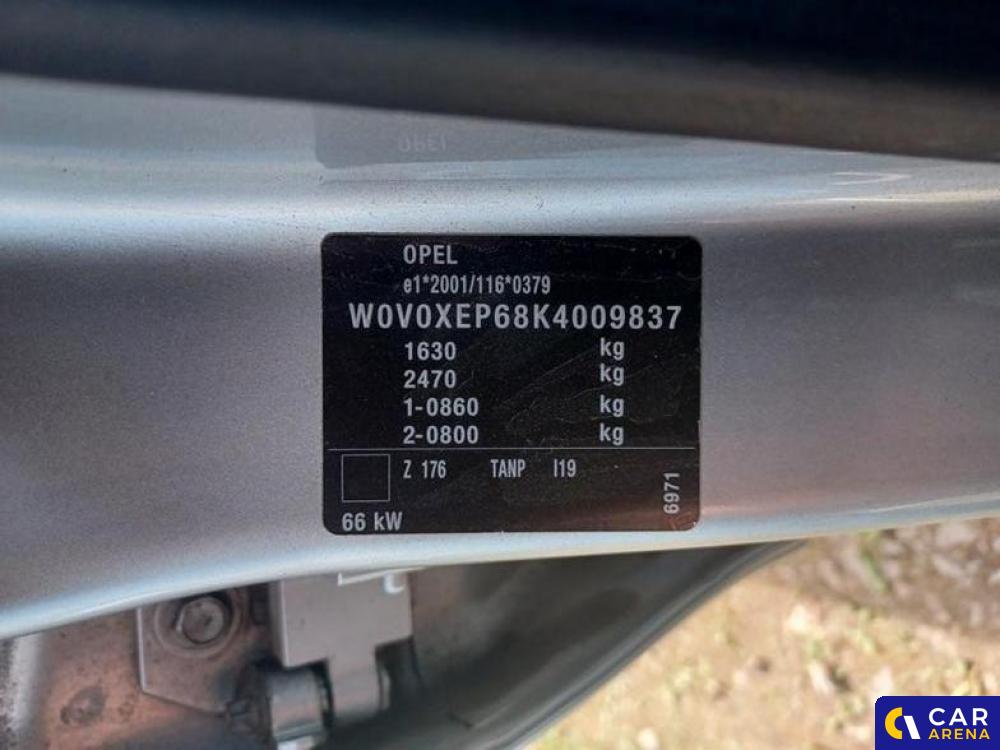 OPEL
e1*2001/116*0379
W0V0XEP68K4009837
1630 kg
2470 kg
1-0860 kg
2-0800 kg
Z 176 TANP I19
6971
66 kW
CAR
ARENA